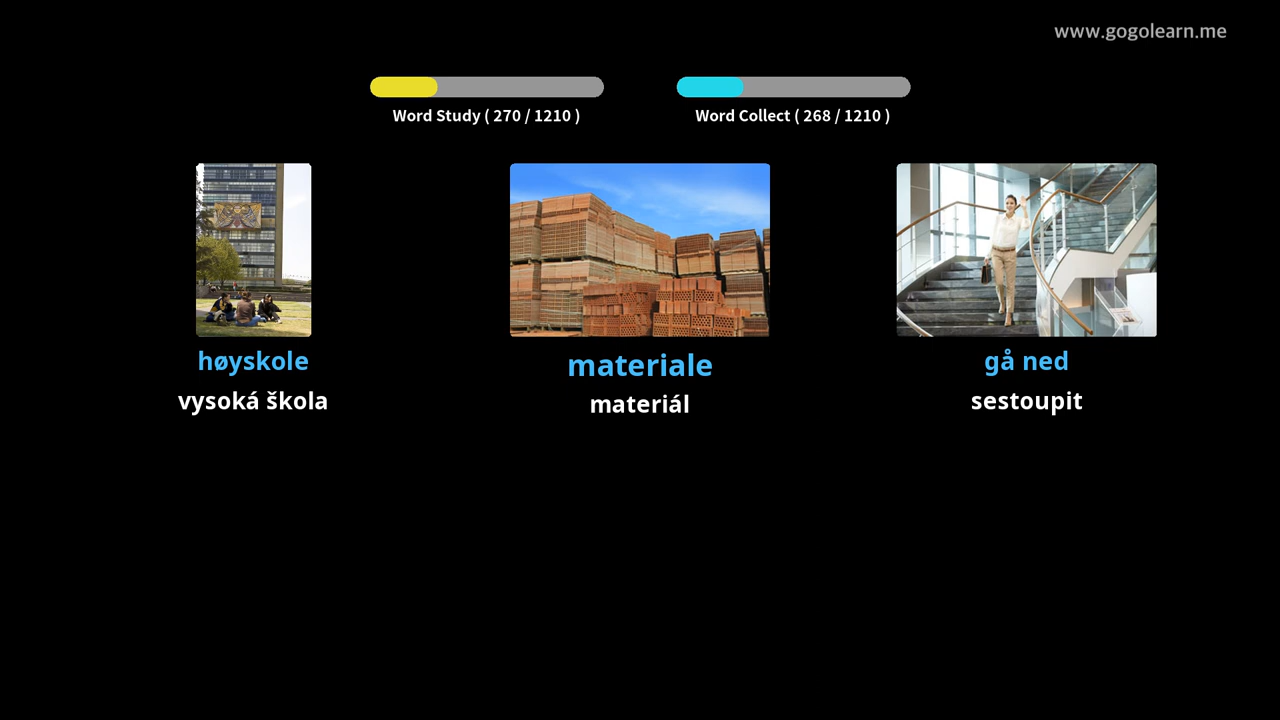 www.gogolearn.me
Word Study ( 270 / 1210 )
Word Collect ( 268 / 1210 )
høyskole
materiale
gå ned
vysoká škola
materiál
sestoupit